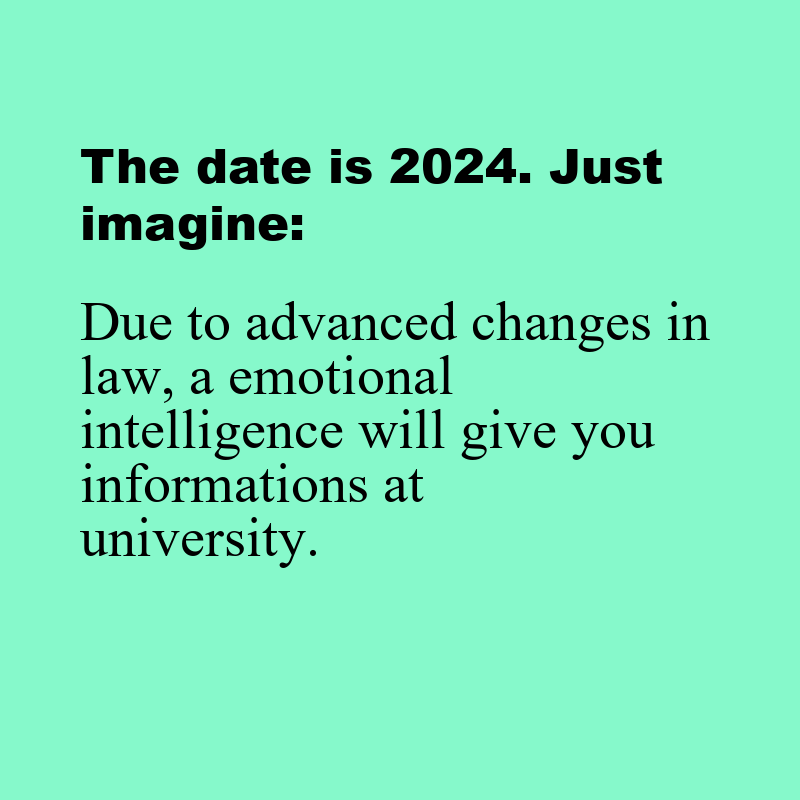 The date is 2024. Just
imagine:
Due to advanced changes in
law, a emotional
intelligence will give you
informations at
university.